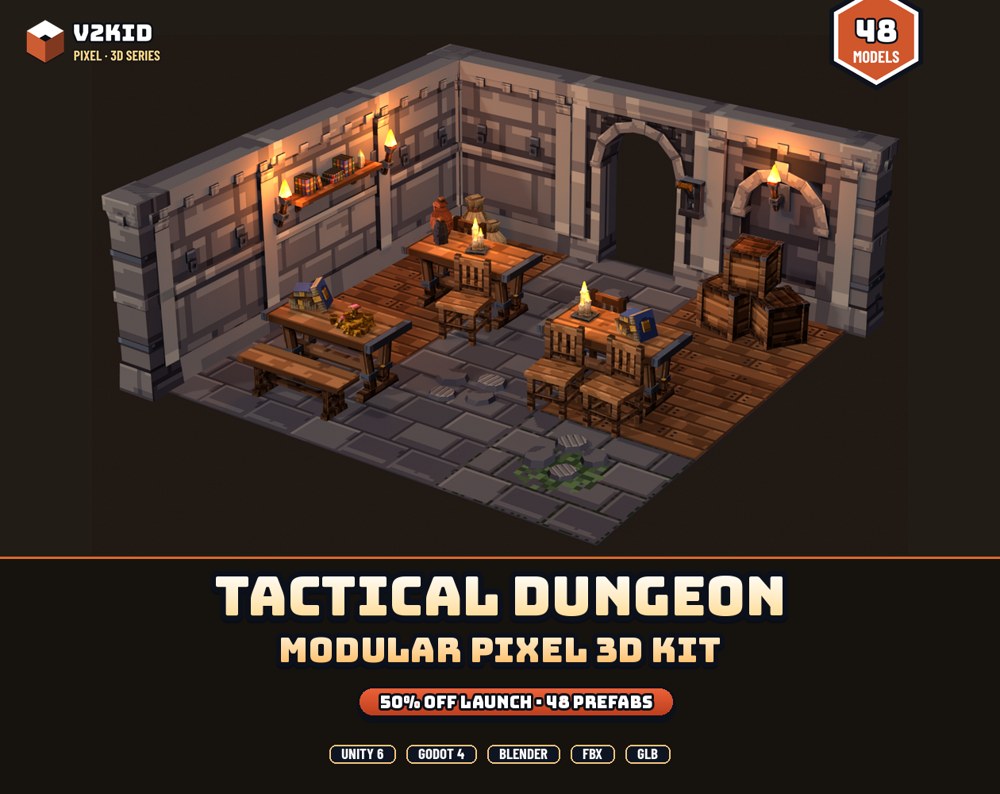 V2KID
PIXEL · 3D SERIES
48
MODELS
TACTICAL DUNGEON
MODULAR PIXEL 3D KIT
50% OFF LAUNCH · 48 PREFABS
UNITY 6
GODOT 4
BLENDER
FBX
GLB